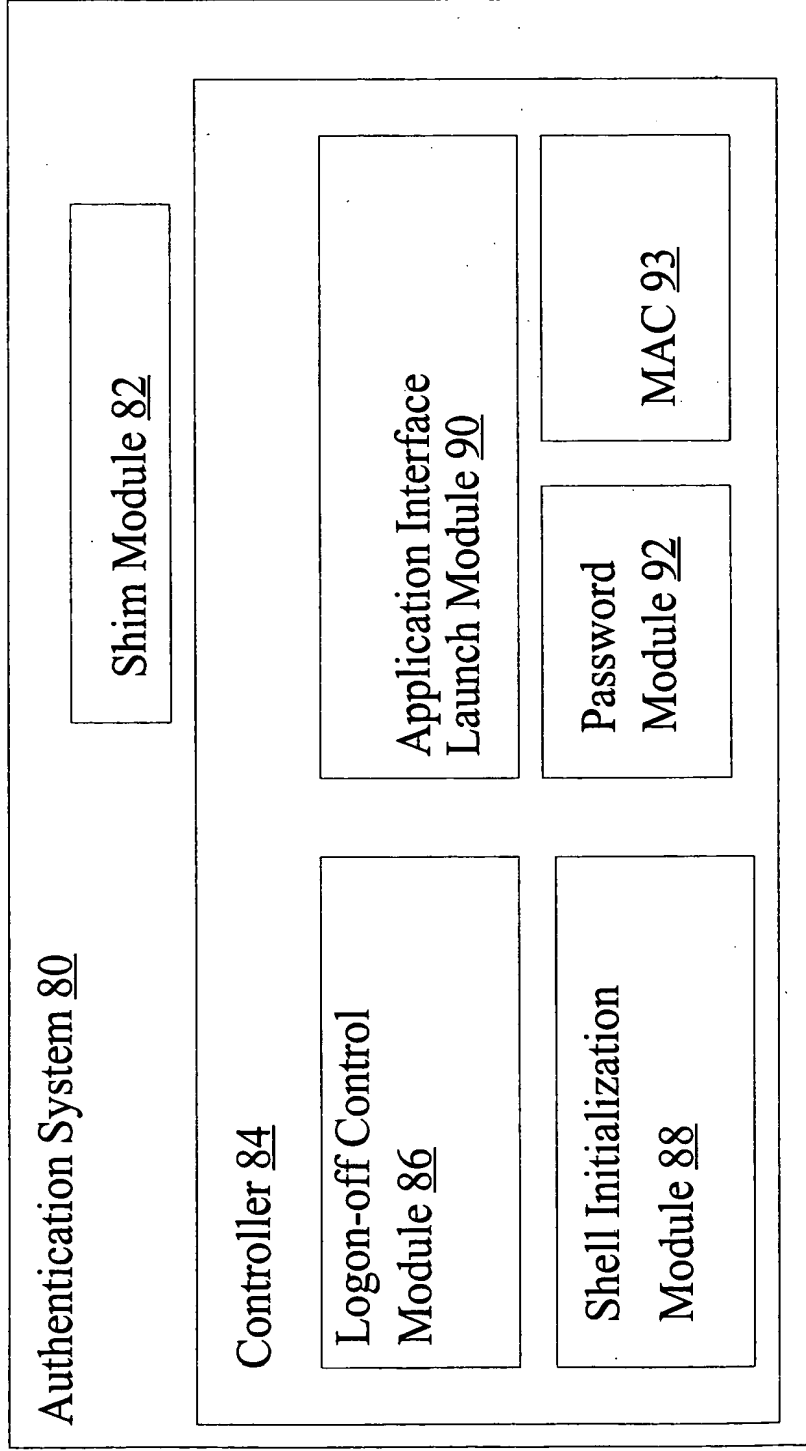 Authentication System 80
Shim Module 82
Controller 84
Logon-off Control
Module 86
Application Interface
Launch Module 90
Shell Initialization
Module 88
Password
Module 92
MAC 93